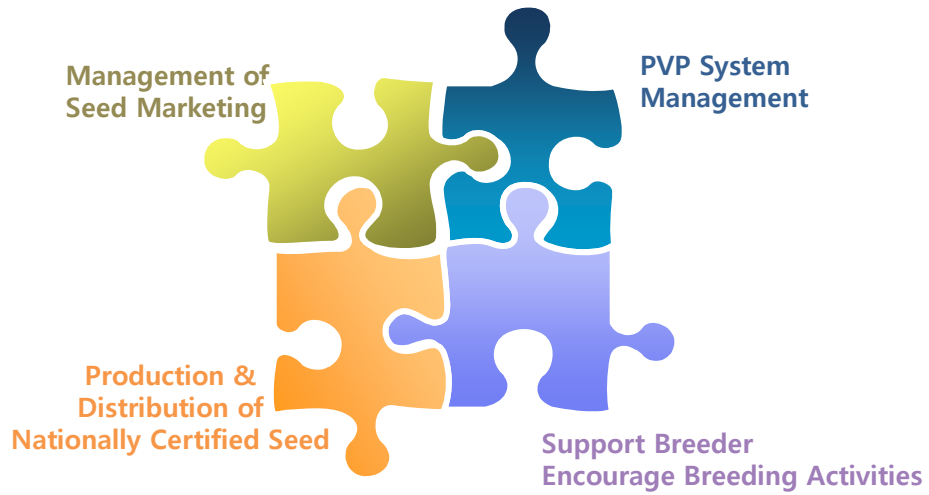 Management of
Seed Marketing
PVP System
Management
Production &
Distribution of
Nationally Certified Seed
Support Breeder
Encourage Breeding Activities